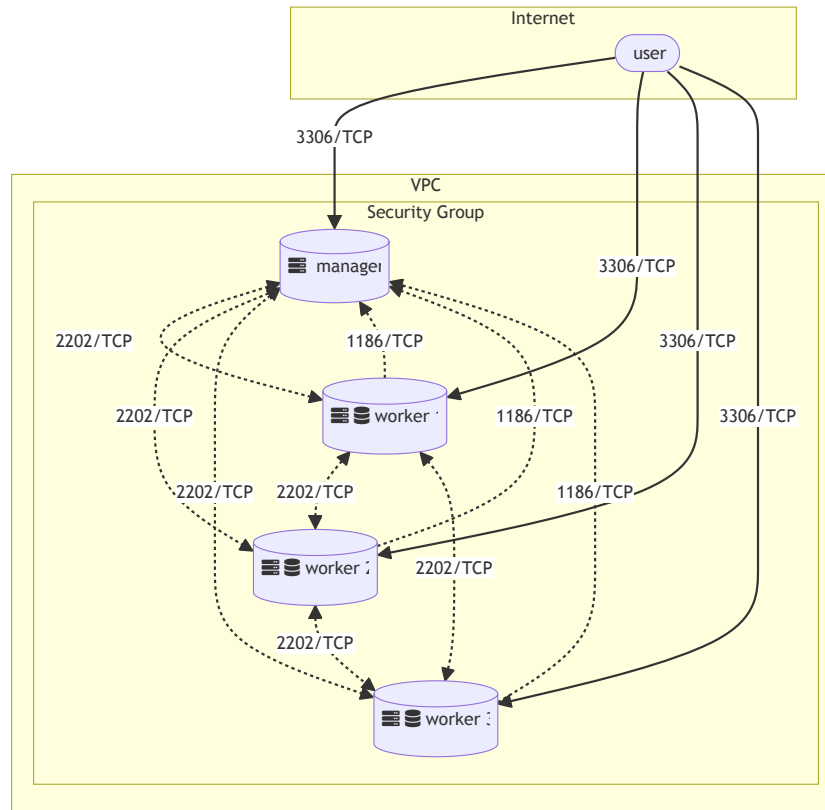 Internet
user
3306/TCP
VPC
Security Group
manager
3306/TCP
2202/TCP
1186/TCP
3306/TCP
2202/TCP
worker
1186/TCP
3306/TCP
2202/TCP
2202/TCP
1186/TCP
worker 2
2202/TCP
2202/TCP
worker 3